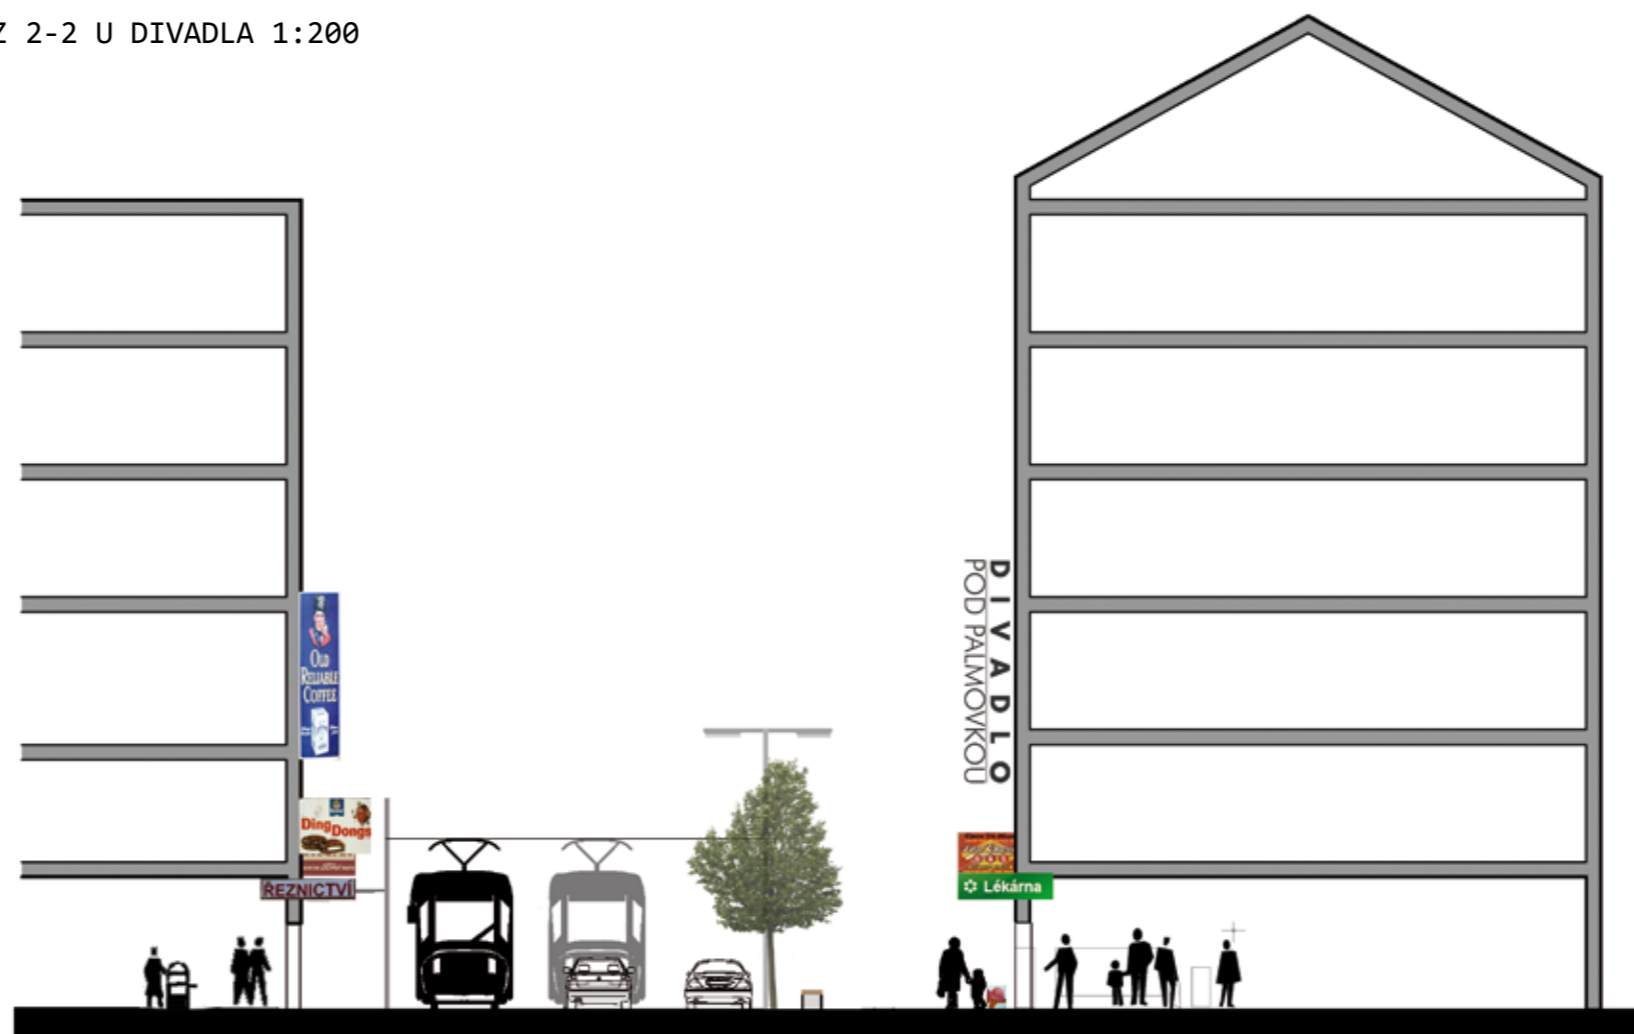 Z 2-2 U DIVADLA 1:200
OLD
RELIABLE
COFFEE
Ding
Dongs
ŘEZNICTVÍ
DIVADLO
POD PALMOVKOU
Lékárna